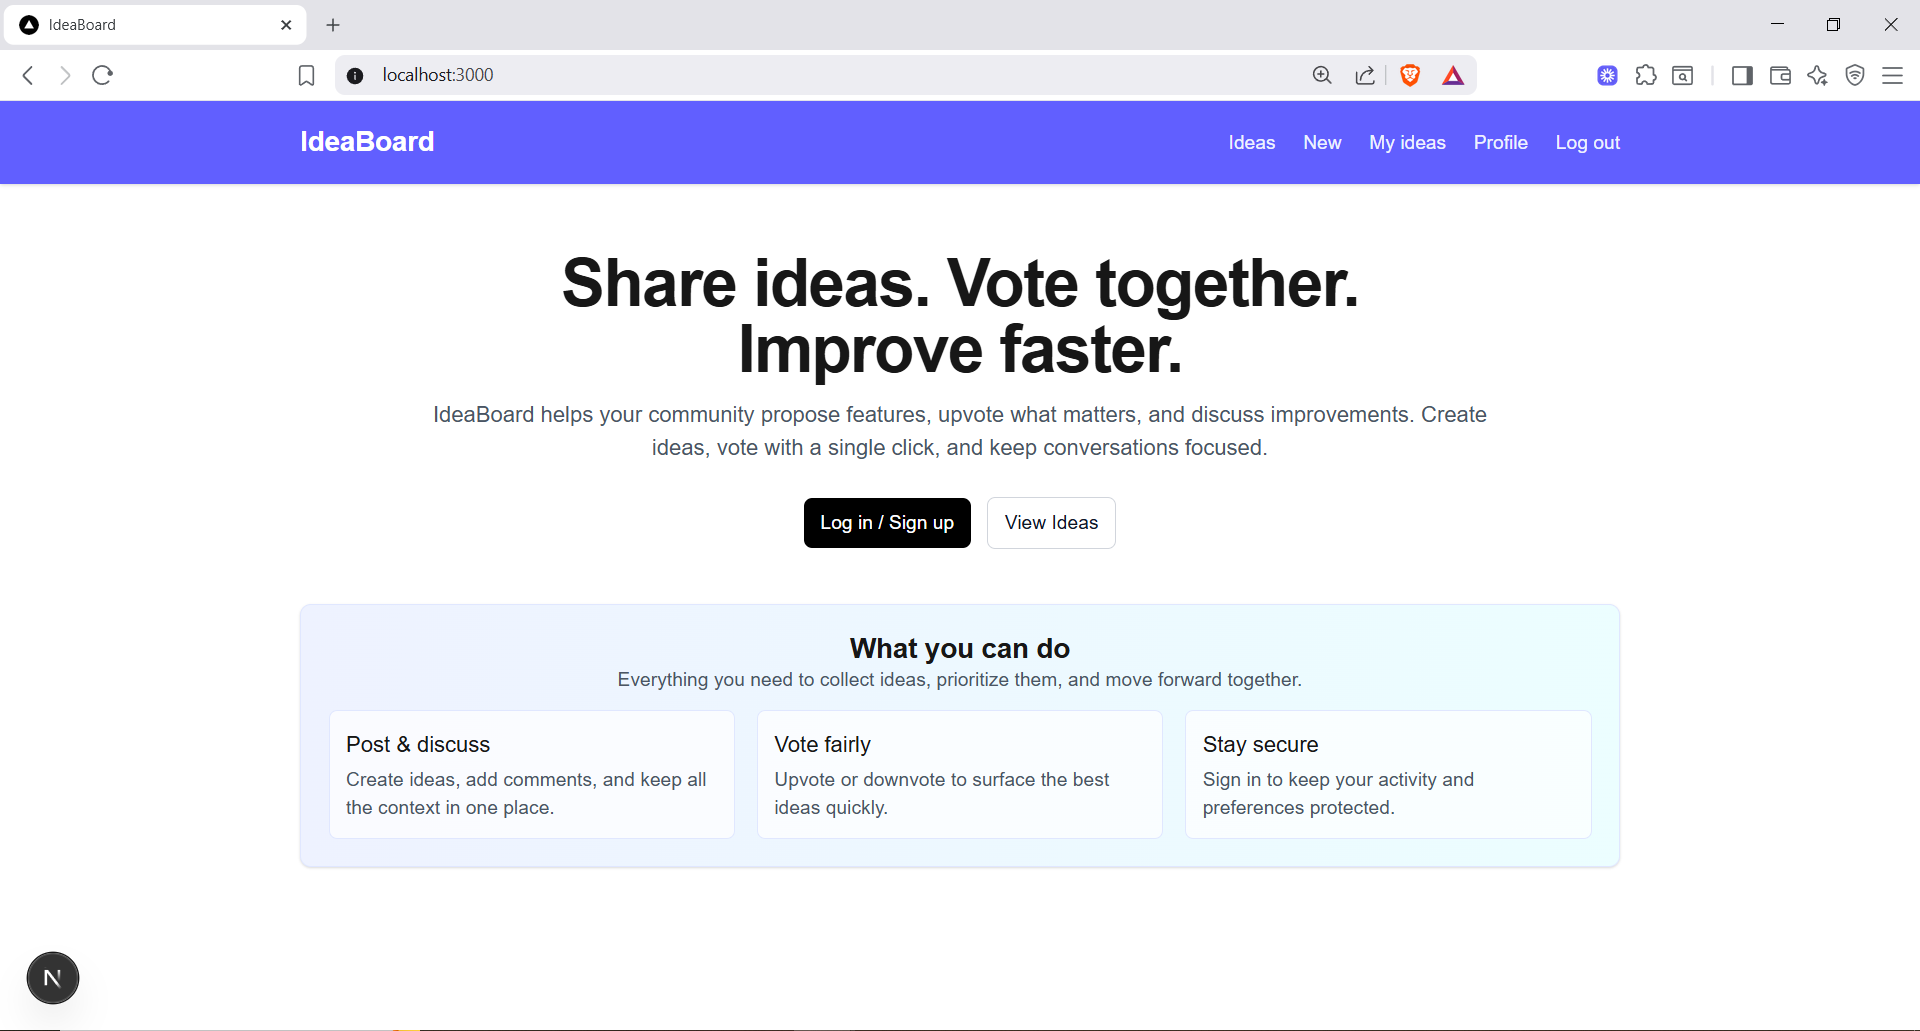 IdeaBoard
localhost:3000
IdeaBoard
Ideas New My ideas Profile Log out
Share ideas. Vote together.
Improve faster.
IdeaBoard helps your community propose features, upvote what matters, and discuss improvements. Create
ideas, vote with a single click, and keep conversations focused.
Log in / Sign up
View Ideas
What you can do
Everything you need to collect ideas, prioritize them, and move forward together.
Post & discuss
Create ideas, add comments, and keep all
the context in one place.
Vote fairly
Upvote or downvote to surface the best
ideas quickly.
Stay secure
Sign in to keep your activity and
preferences protected.
N